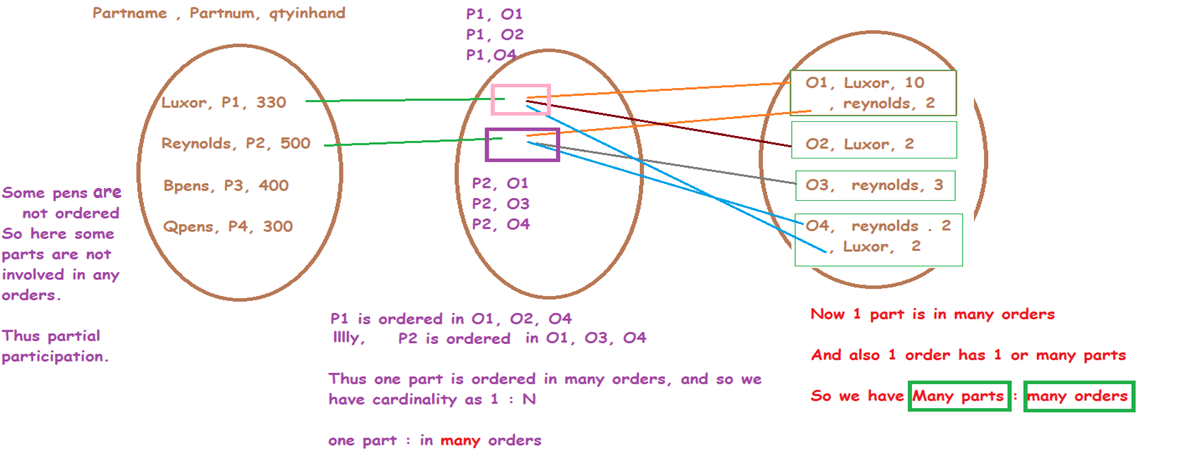 Partname , Partnum, qtyinhand
P1, O1
P1, O2
P1,O4
Luxor, P1, 330
Reynolds, P2, 500
Bpens, P3, 400
Qpens, P4, 300
P2, O1
P2, O3
P2, O4
O1, Luxor, 10
, reynolds, 2
O2, Luxor, 2
O3, reynolds, 3
O4, reynolds . 2
, Luxor, 2
Some pens are
not ordered
So here some
parts are not
involved in any
orders.
Thus partial
participation.
P1 is ordered in O1, O2, O4
lllly, P2 is ordered in O1, O3, O4
Thus one part is ordered in many orders, and so we
have cardinality as 1 : N
one part : in many orders
Now 1 part is in many orders
And also 1 order has 1 or many parts
So we have Many parts : many orders